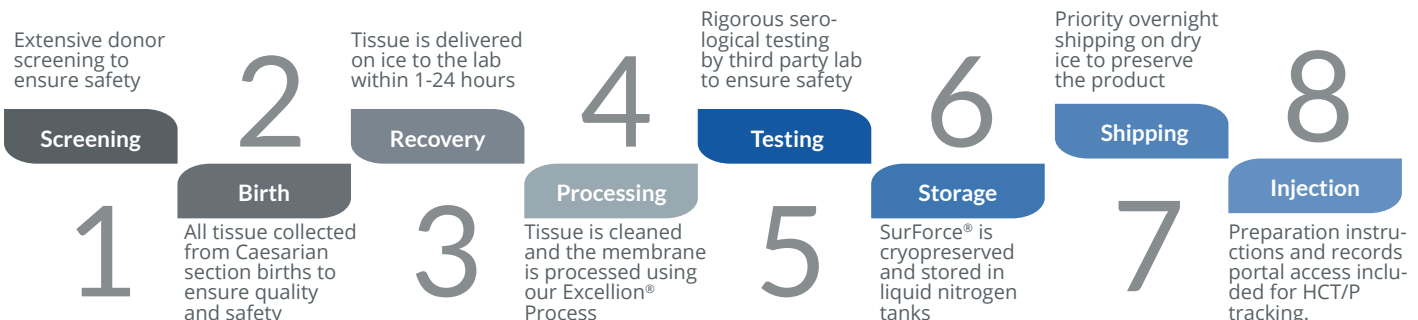 1
Screening
Extensive donor
screening to
ensure safety
2
Birth
All tissue collected
from Caesarian
section births to
ensure quality
and safety
3
Recovery
Tissue is delivered
on ice to the lab
within 1-24 hours
4
Processing
Tissue is cleaned
and the membrane
is processed using
our Excellion®
Process
5
Testing
Rigorous sero-
logical testing
by third party lab
to ensure safety
6
Storage
SurForce® is
cryopreserved
and stored in
liquid nitrogen
tanks
7
Shipping
Priority overnight
shipping on dry
ice to preserve
the product
8
Injection
Preparation instru-
ctions and records
portal access inclu-
ded for HCT/P
tracking.